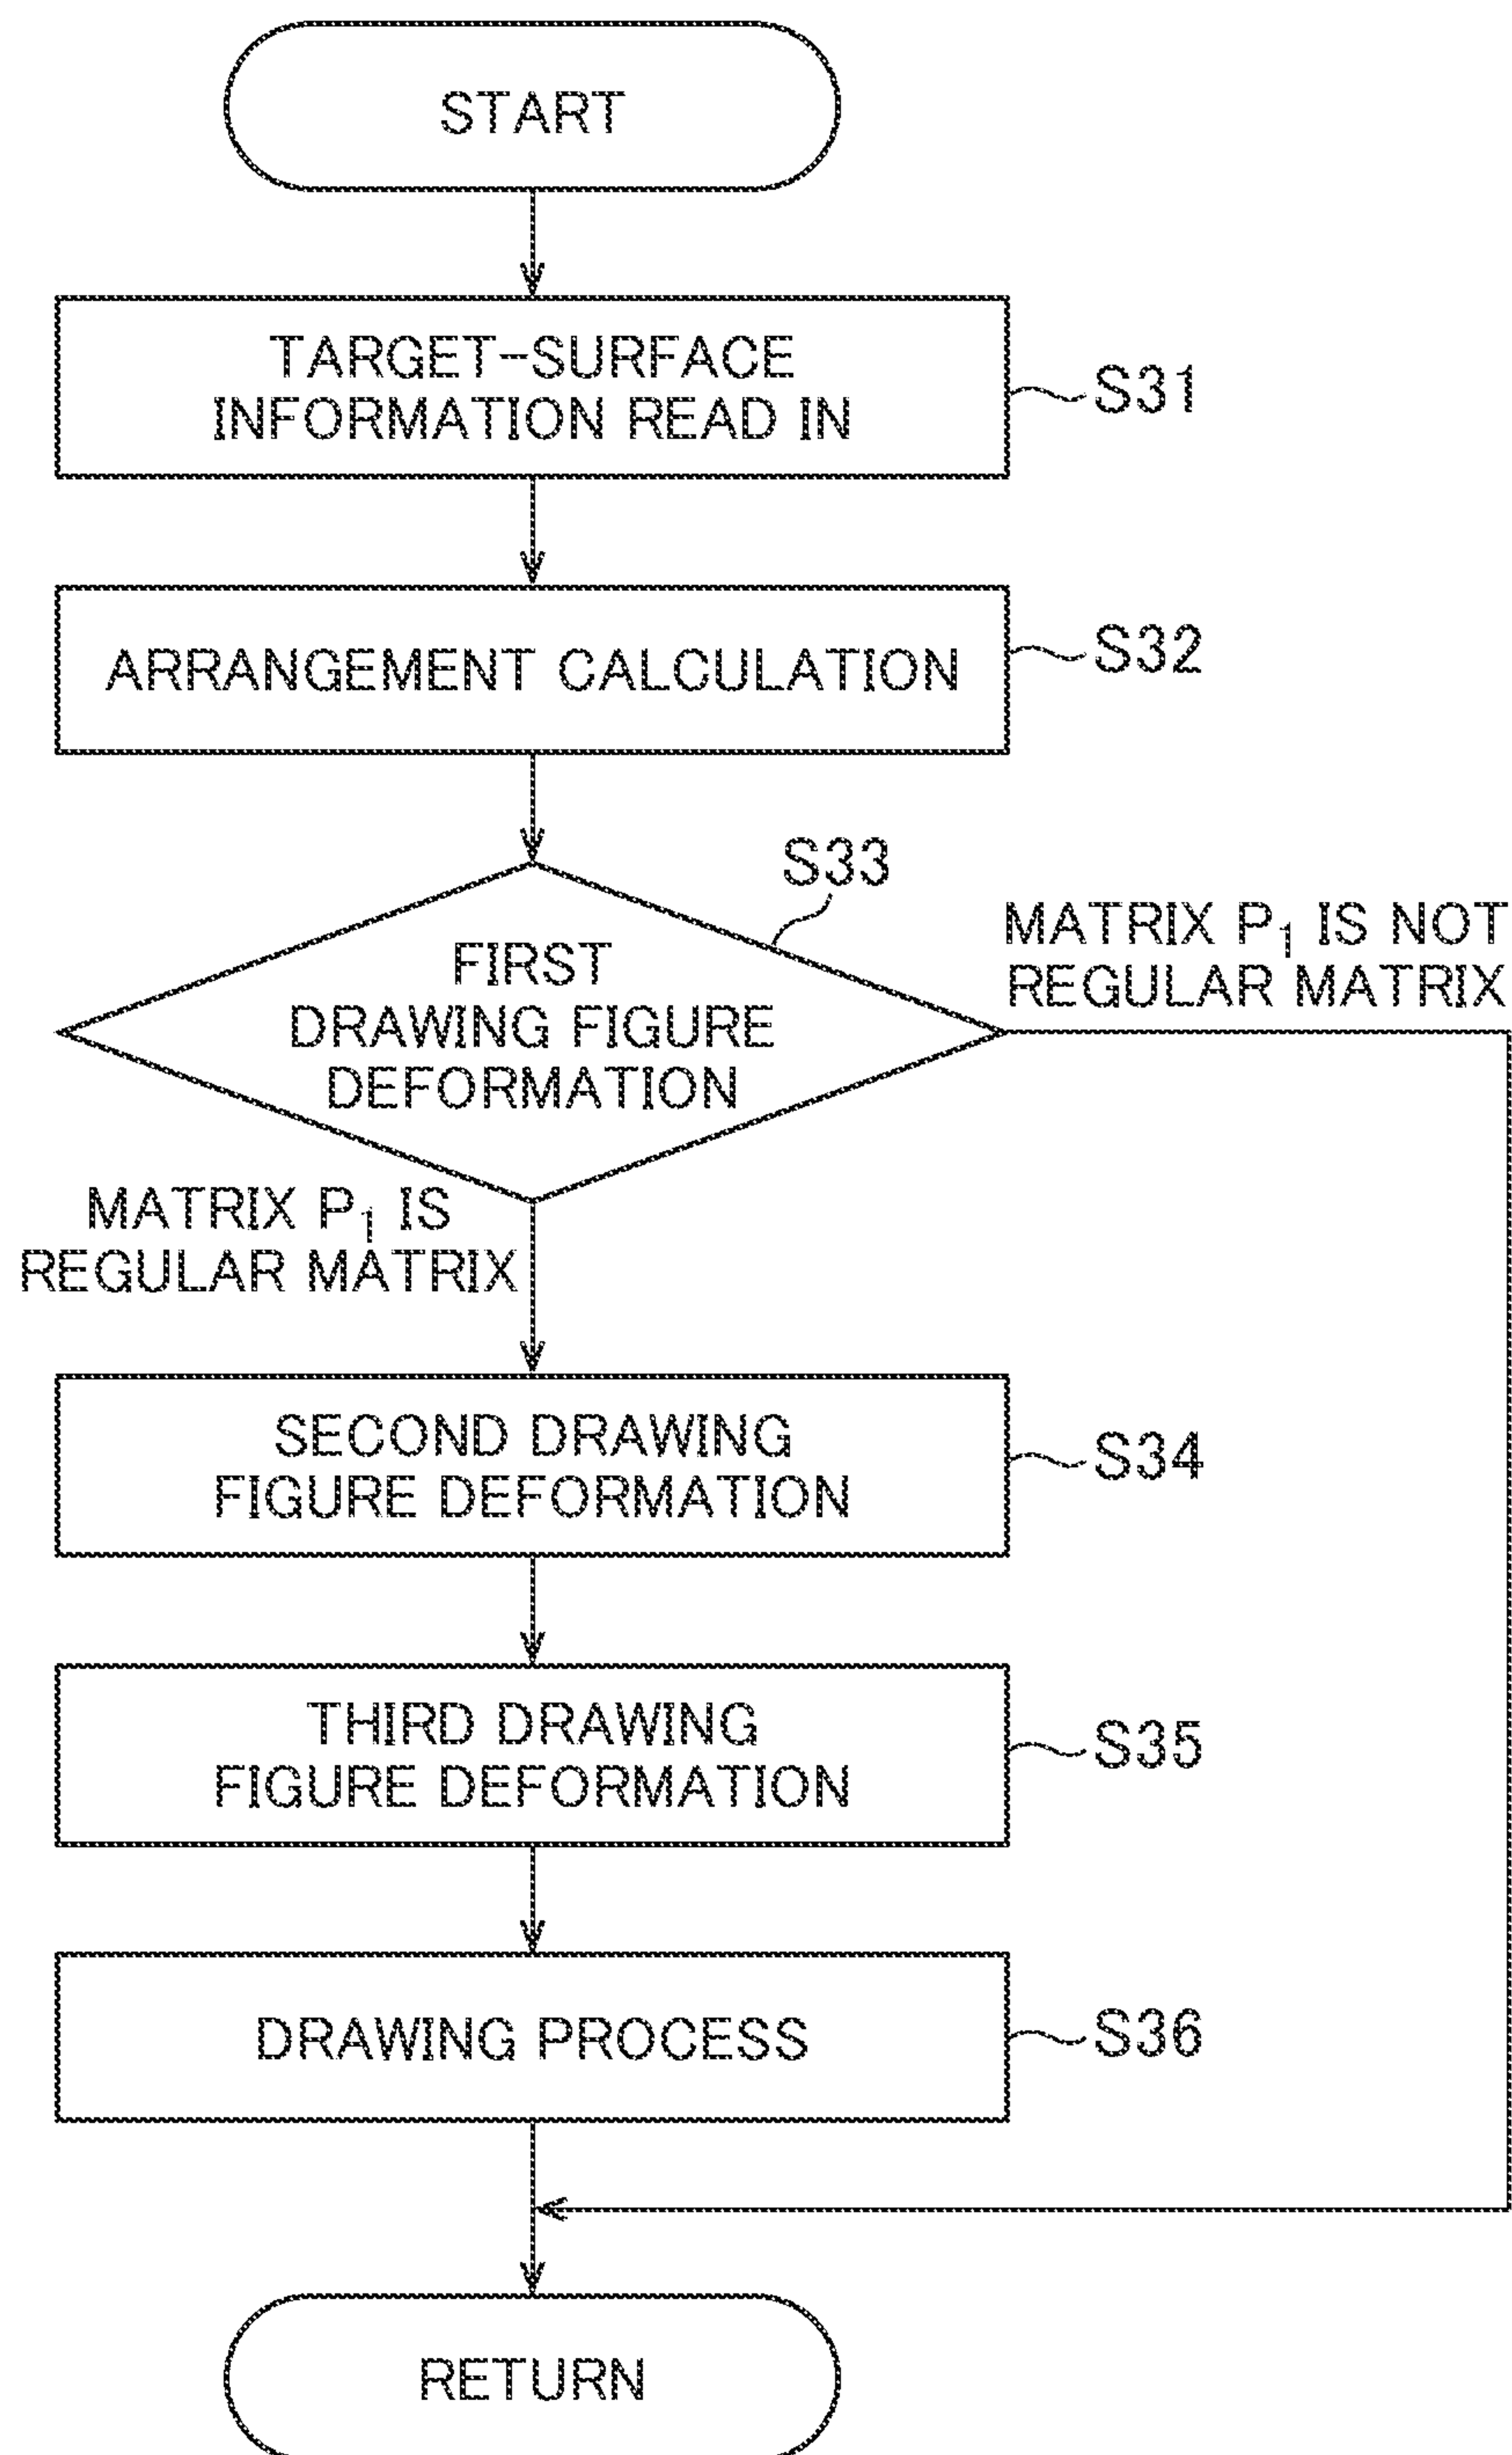 START
TARGET-SURFACE
INFORMATION READ IN
S31
ARRANGEMENT CALCULATION
S32
S33
FIRST
DRAWING FIGURE
DEFORMATION
MATRIX P₁ IS NOT
REGULAR MATRIX
MATRIX P₁ IS
REGULAR MATRIX
SECOND DRAWING
FIGURE DEFORMATION
S34
THIRD DRAWING
FIGURE DEFORMATION
S35
DRAWING PROCESS
S36
RETURN